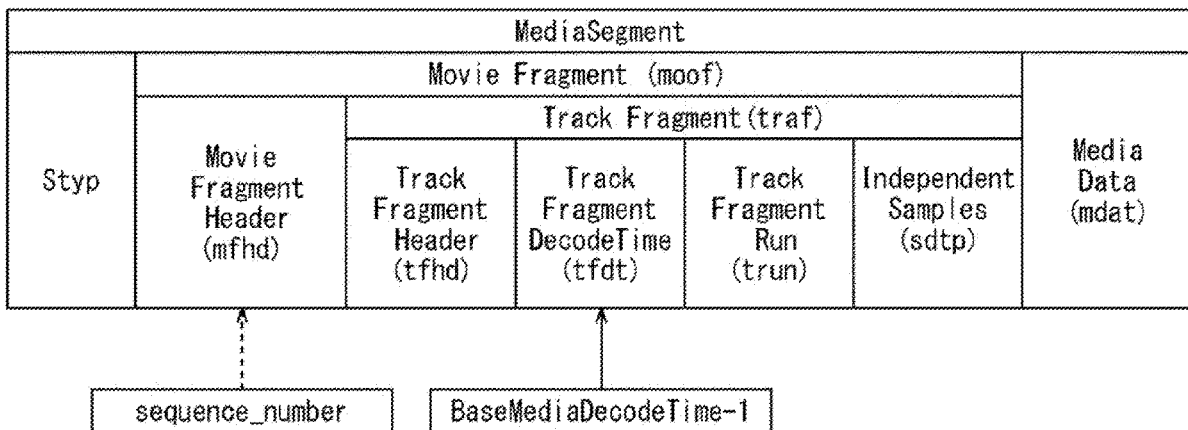 MediaSegment
Movie Fragment (moof)
Track Fragment(traf)
Styp
Movie
Fragment
Header
(mfhd)
Track
Fragment
Header
(tfhd)
Track
Fragment
DecodeTime
(tfdt)
Track
Fragment
Run
(trun)
Independent
Samples
(sdtp)
Media
Data
(mdat)
sequence_number
BaseMediaDecodeTime-1